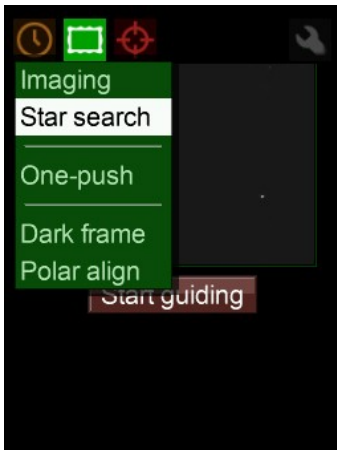 Imaging
Star search
One-push
Dark frame
Polar align
Start guiding